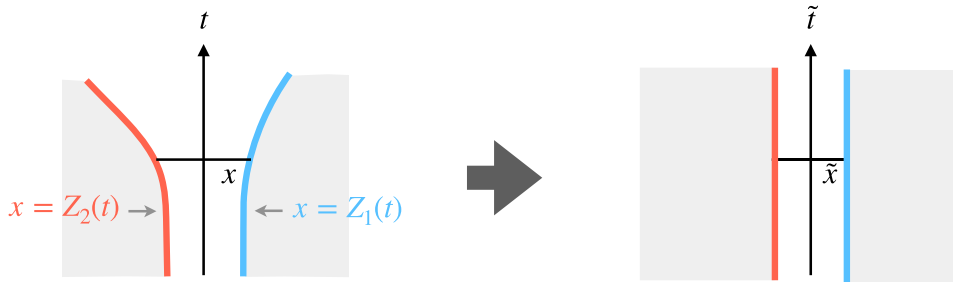 t
t̃
x
x̃
x = Z₂(t)
x = Z₁(t)